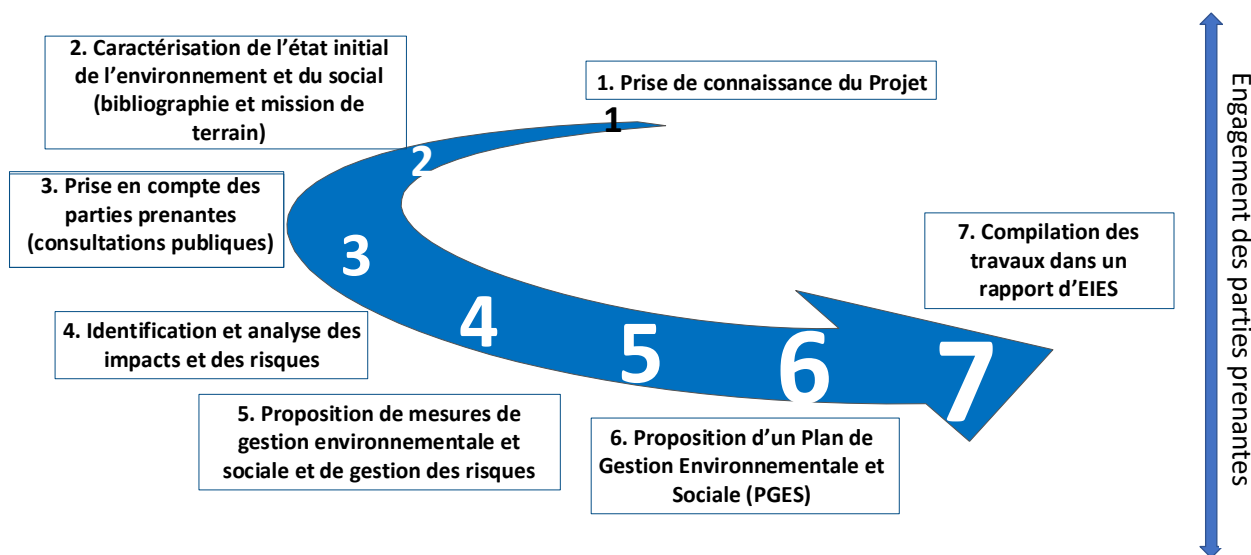 1. Prise de connaissance du Projet
1
2. Caractérisation de l’état initial
de l’environnement et du social
(bibliographie et mission de
terrain)
2
3. Prise en compte des
parties prenantes
(consultations publiques)
3
4. Identification et analyse des
impacts et des risques
4
5. Proposition de mesures de
gestion environnementale et
sociale et de gestion des risques
5
6. Proposition d’un Plan de
Gestion Environnementale et
Sociale (PGES)
6
7. Compilation des
travaux dans un
rapport d’EIES
7
Engagement des parties prenantes